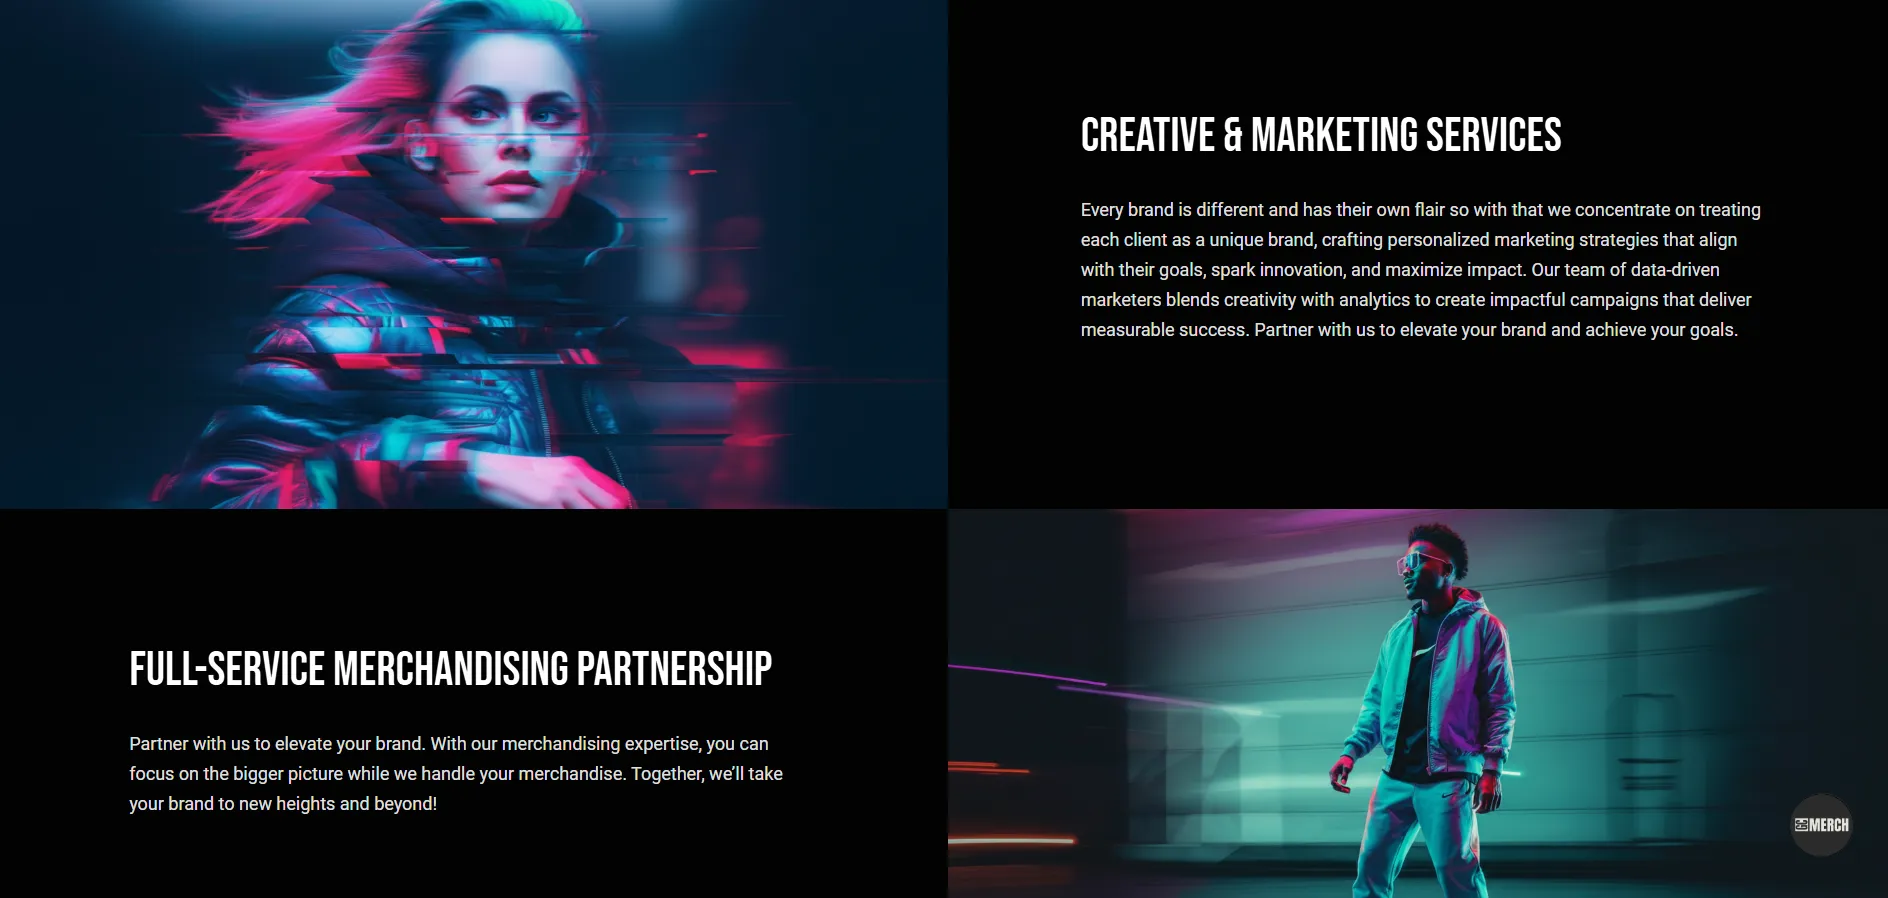 CREATIVE & MARKETING SERVICES
Every brand is different and has their own flair so with that we concentrate on treating
each client as a unique brand, crafting personalized marketing strategies that align
with their goals, spark innovation, and maximize impact. Our team of data-driven
marketers blends creativity with analytics to create impactful campaigns that deliver
measurable success. Partner with us to elevate your brand and achieve your goals.
FULL-SERVICE MERCHANDISING PARTNERSHIP
Partner with us to elevate your brand. With our merchandising expertise, you can
focus on the bigger picture while we handle your merchandise. Together, we’ll take
your brand to new heights and beyond!
MERCH